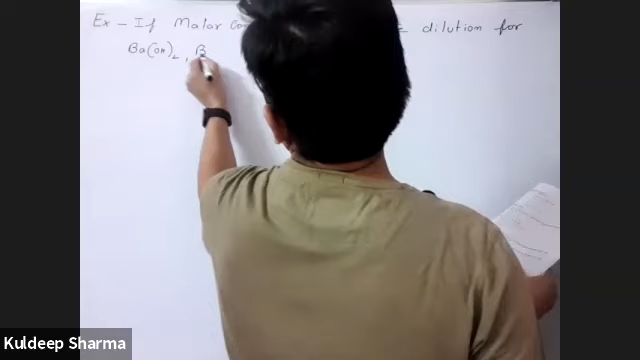 Ex - If Molar dilution for
Ba(OH)₂, B
Kuldeep Sharma